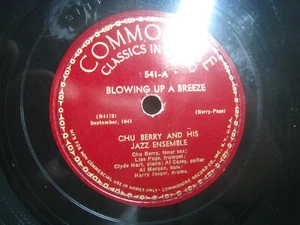 COMMODORE
CLASSICS IN
541-A
BLOWING UP A BREEZE
(R4178)
(Berry-Page)
September, 1941
CHU BERRY AND HIS
JAZZ ENSEMBLE
Chu Berry, tenor sax;
Lips Page, trumpet;
Clyde Hart, piano; Al Casey, guitar
Al Morgan, bass;
Harry Jaeger, drums.